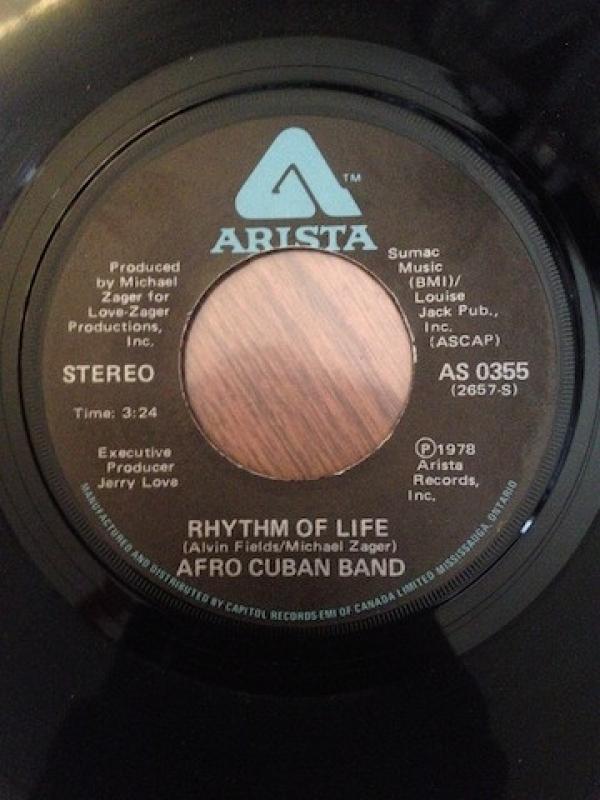 TM
ARISTA
Produced
by Michael
Zager for
Love-Zager
Productions,
Inc.
Sumac
Music
(BMI)/
Louise
Jack Pub.,
Inc.
(ASCAP)
STEREO
AS 0355
(2657-S)
Time: 3:24
Executive
Producer
Jerry Love
Ⓟ1978
Arista
Records,
Inc.
RHYTHM OF LIFE
(Alvin Fields/Michael Zager)
AFRO CUBAN BAND
MANUFACTURED AND DISTRIBUTED BY CAPITOL RECORDS-EMI OF CANADA LIMITED MISSISSAUGA, ONTARIO